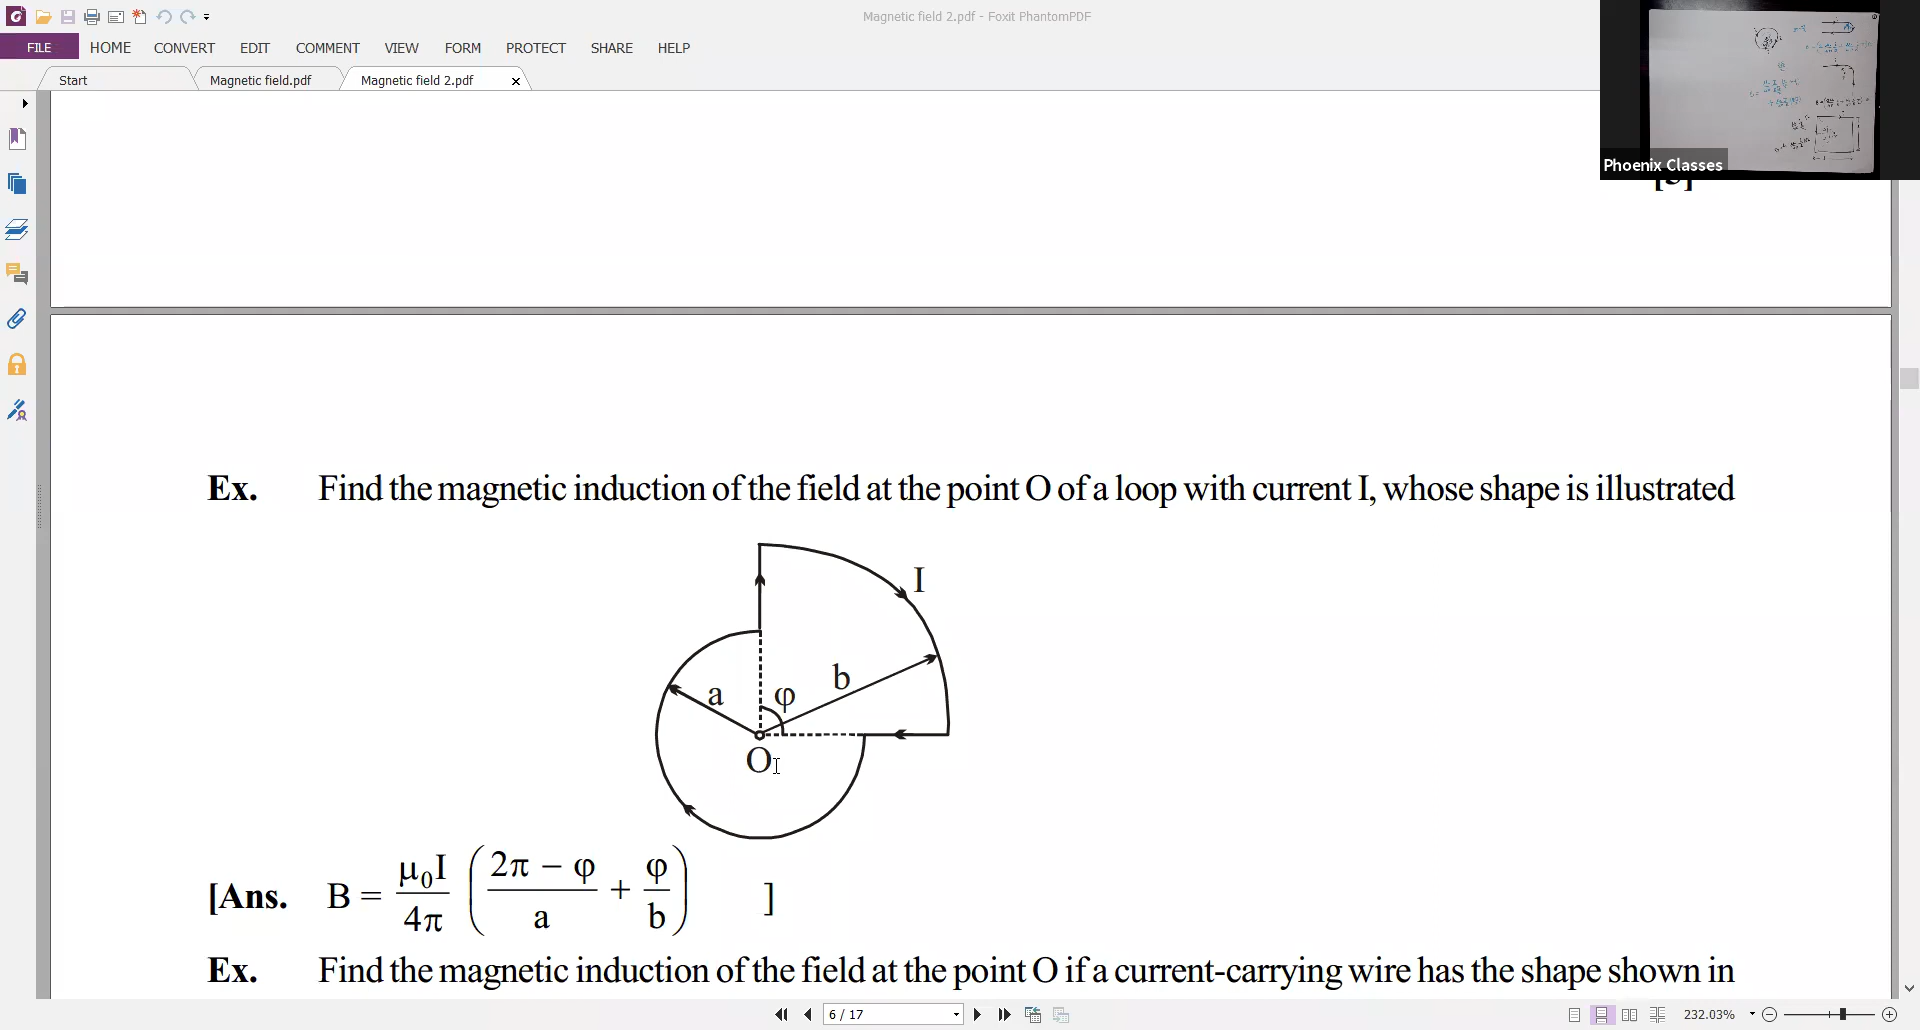 Magnetic field 2.pdf - Foxit PhantomPDF
FILE HOME CONVERT EDIT COMMENT VIEW FORM PROTECT SHARE HELP
Start Magnetic field.pdf Magnetic field 2.pdf
Phoenix Classes
Ex. Find the magnetic induction of the field at the point O of a loop with current I, whose shape is illustrated
I
b
a φ
O
[Ans. B = μ₀I/4π ( (2π − φ)/a + φ/b ) ]
Ex. Find the magnetic induction of the field at the point O if a current-carrying wire has the shape shown in
6 / 17
232.03%